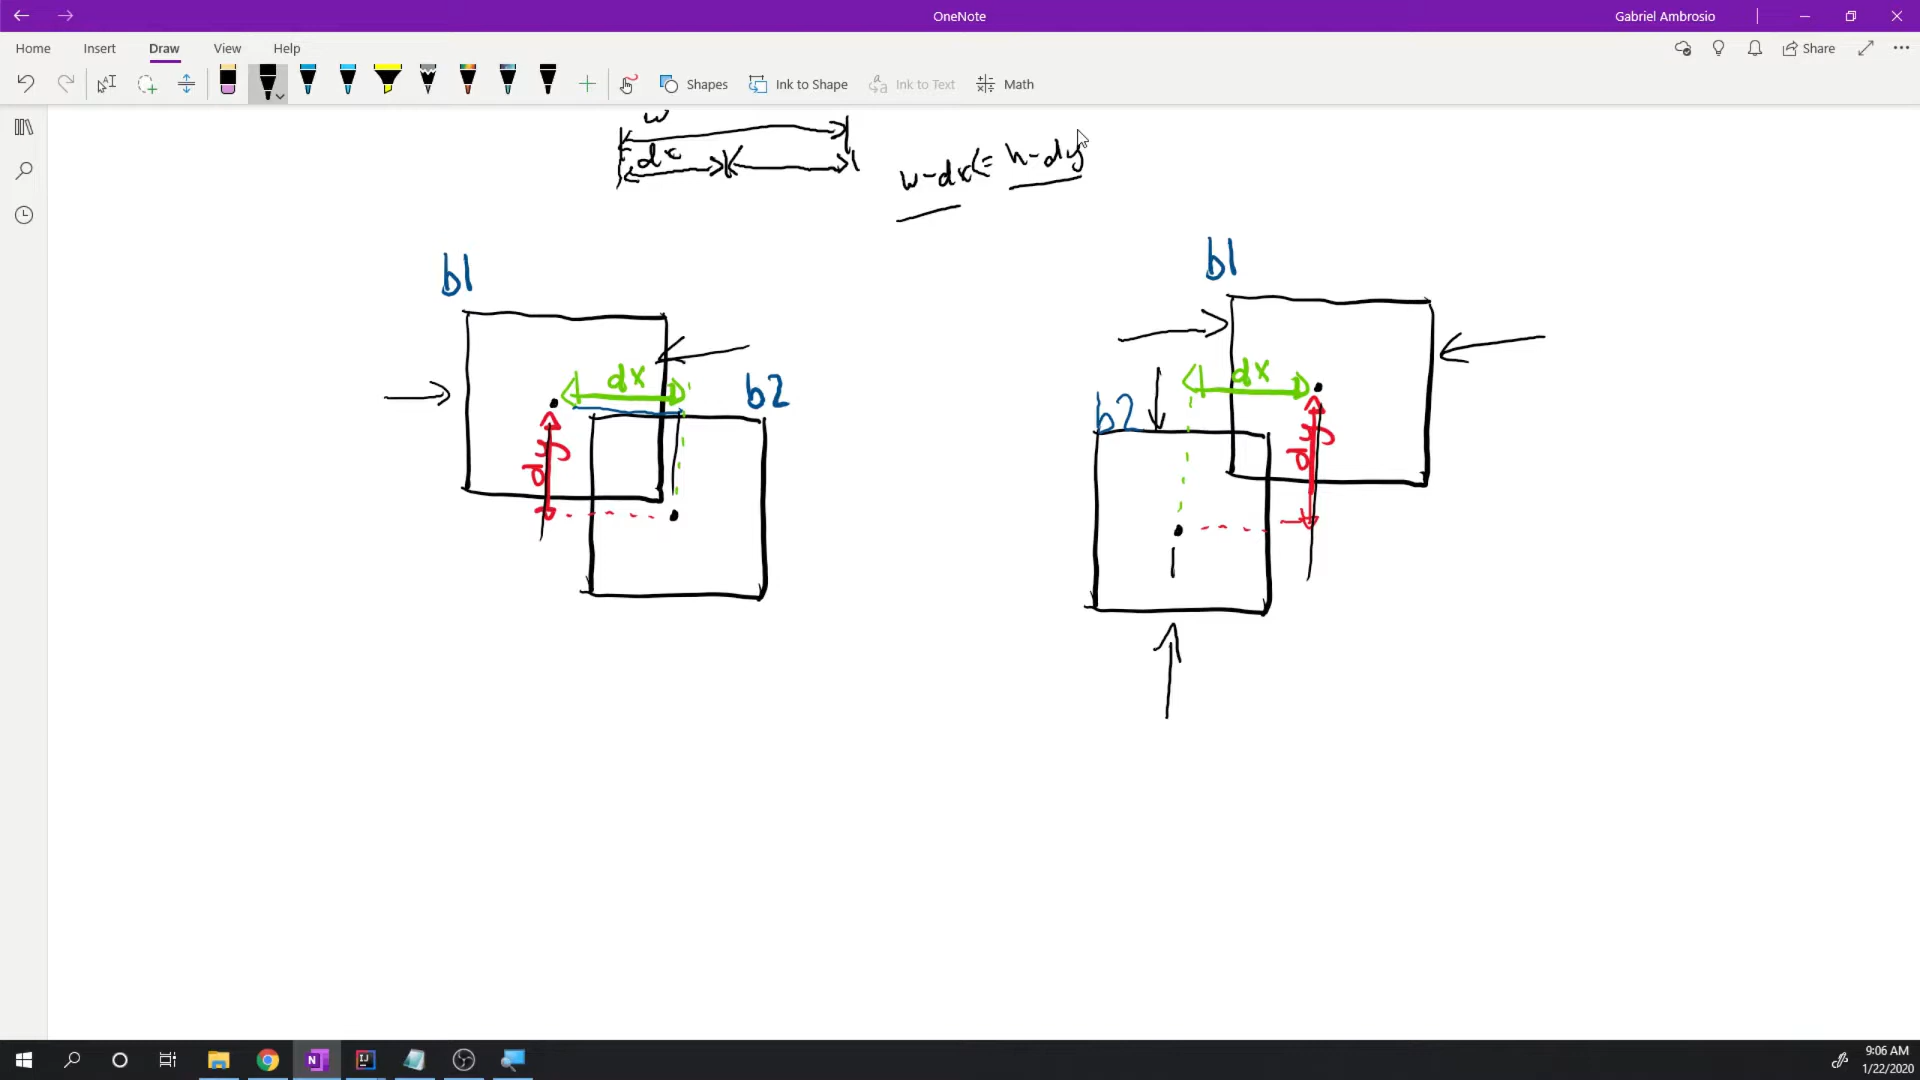 OneNote
Gabriel Ambrosio
Home Insert Draw View Help
Share
Shapes Ink to Shape Ink to Text Math
w
dx
w-dx <= h-dy
b1
dx
b2
dy
b1
dx
b2
dy
9:06 AM
1/22/2020